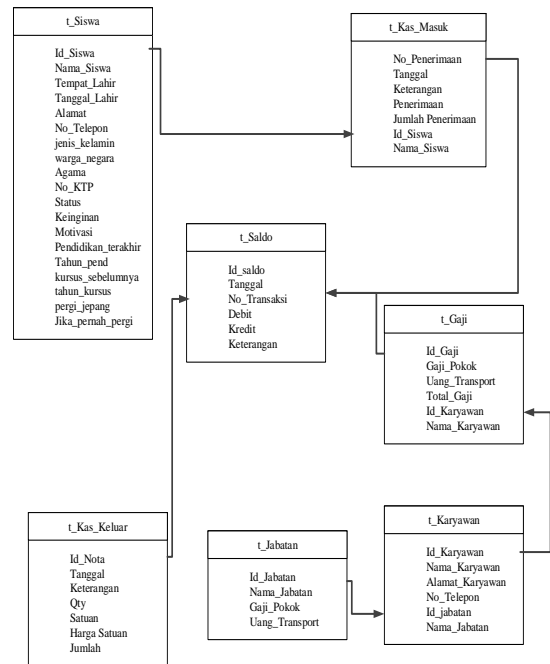 t_Siswa
Id_Siswa
Nama_Siswa
Tempat_Lahir
Tanggal_Lahir
Alamat
No_Telepon
jenis_kelamin
warga_negara
Agama
No_KTP
Status
Keinginan
Motivasi
Pendidikan_terakhir
Tahun_pend
kursus_sebelumnya
tahun_kursus
pergi_jepang
Jika_pernah_pergi
t_Kas_Masuk
No_Penerimaan
Tanggal
Keterangan
Penerimaan
Jumlah Penerimaan
Id_Siswa
Nama_Siswa
t_Saldo
Id_saldo
Tanggal
No_Transaksi
Debit
Kredit
Keterangan
t_Gaji
Id_Gaji
Gaji_Pokok
Uang_Transport
Total_Gaji
Id_Karyawan
Nama_Karyawan
t_Kas_Keluar
Id_Nota
Tanggal
Keterangan
Qty
Satuan
Harga Satuan
Jumlah
t_Jabatan
Id_Jabatan
Nama_Jabatan
Gaji_Pokok
Uang_Transport
t_Karyawan
Id_Karyawan
Nama_Karyawan
Alamat_Karyawan
No_Telepon
Id_jabatan
Nama_Jabatan